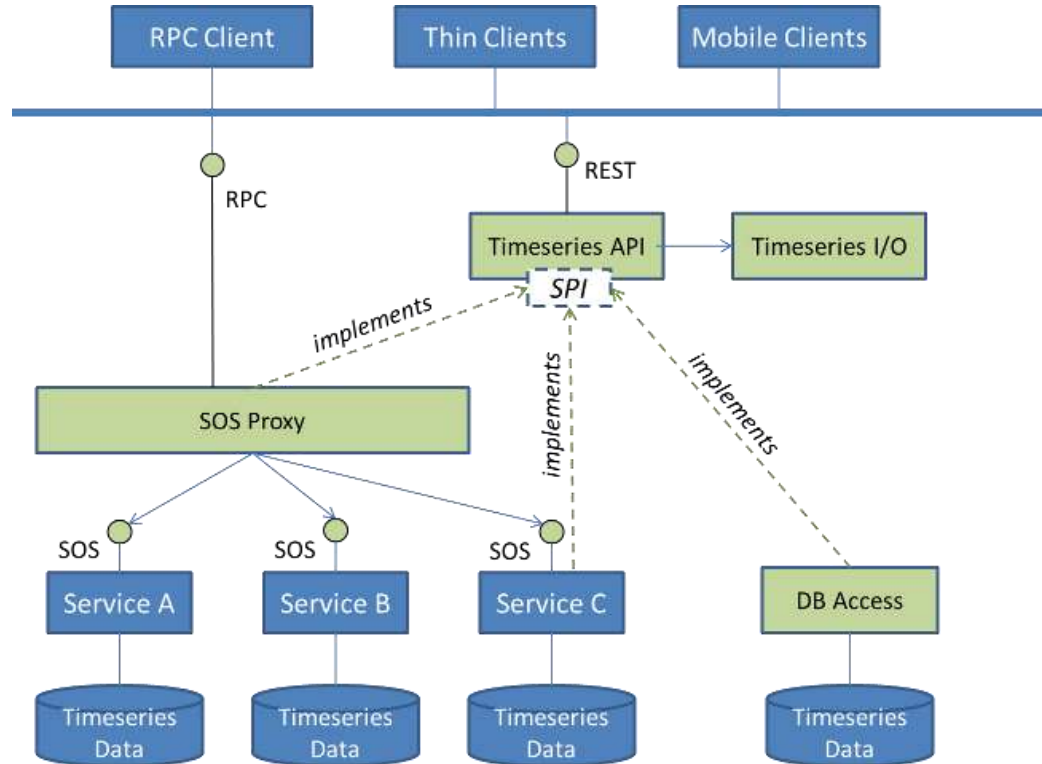 RPC Client
Thin Clients
Mobile Clients
RPC
REST
Timeseries API
Timeseries I/O
SPI
implements
implements
implements
SOS Proxy
SOS
SOS
SOS
Service A
Service B
Service C
DB Access
Timeseries
Data
Timeseries
Data
Timeseries
Data
Timeseries
Data